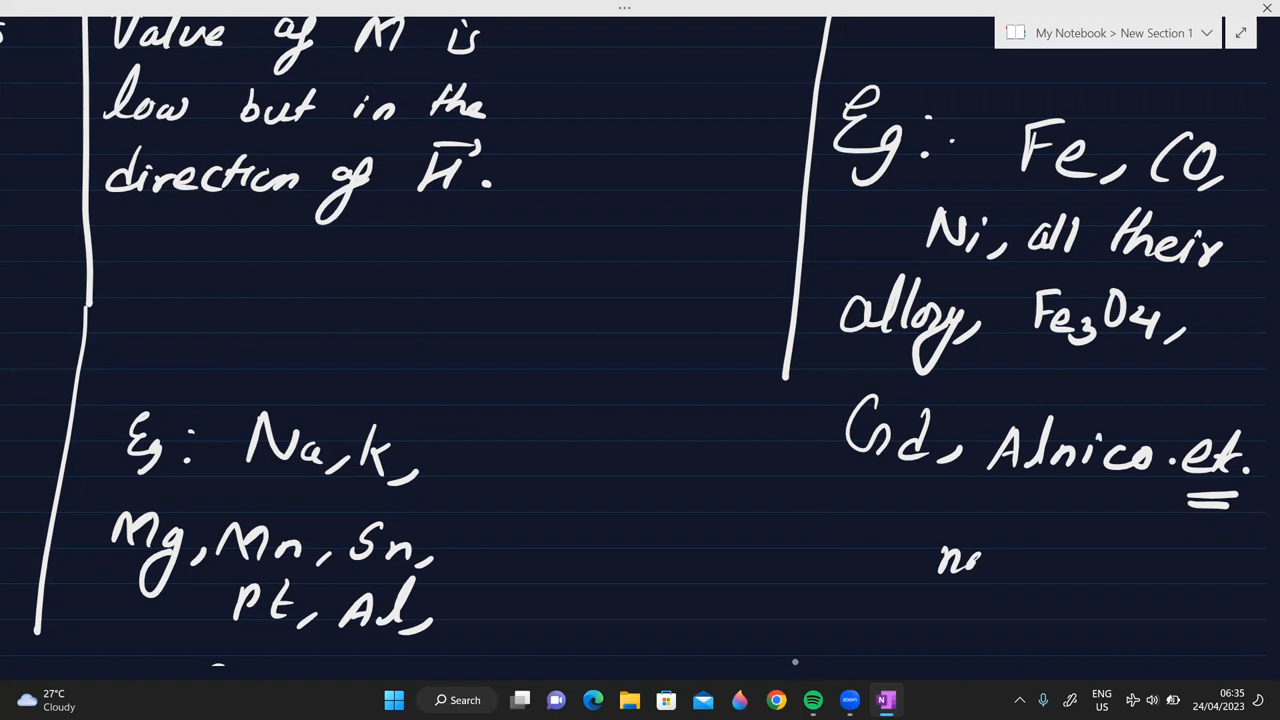 My Notebook > New Section 1
Value of M is
low but in the
direction of H.
Eg: Na, K,
Mg, Mn, Sn,
Pt, Al,
Eg:- Fe, CO,
Ni, all their
alloy, Fe3O4,
Gd, Alnico. et.
27°C
Cloudy
Search
ENG
US
06:35
24/04/2023